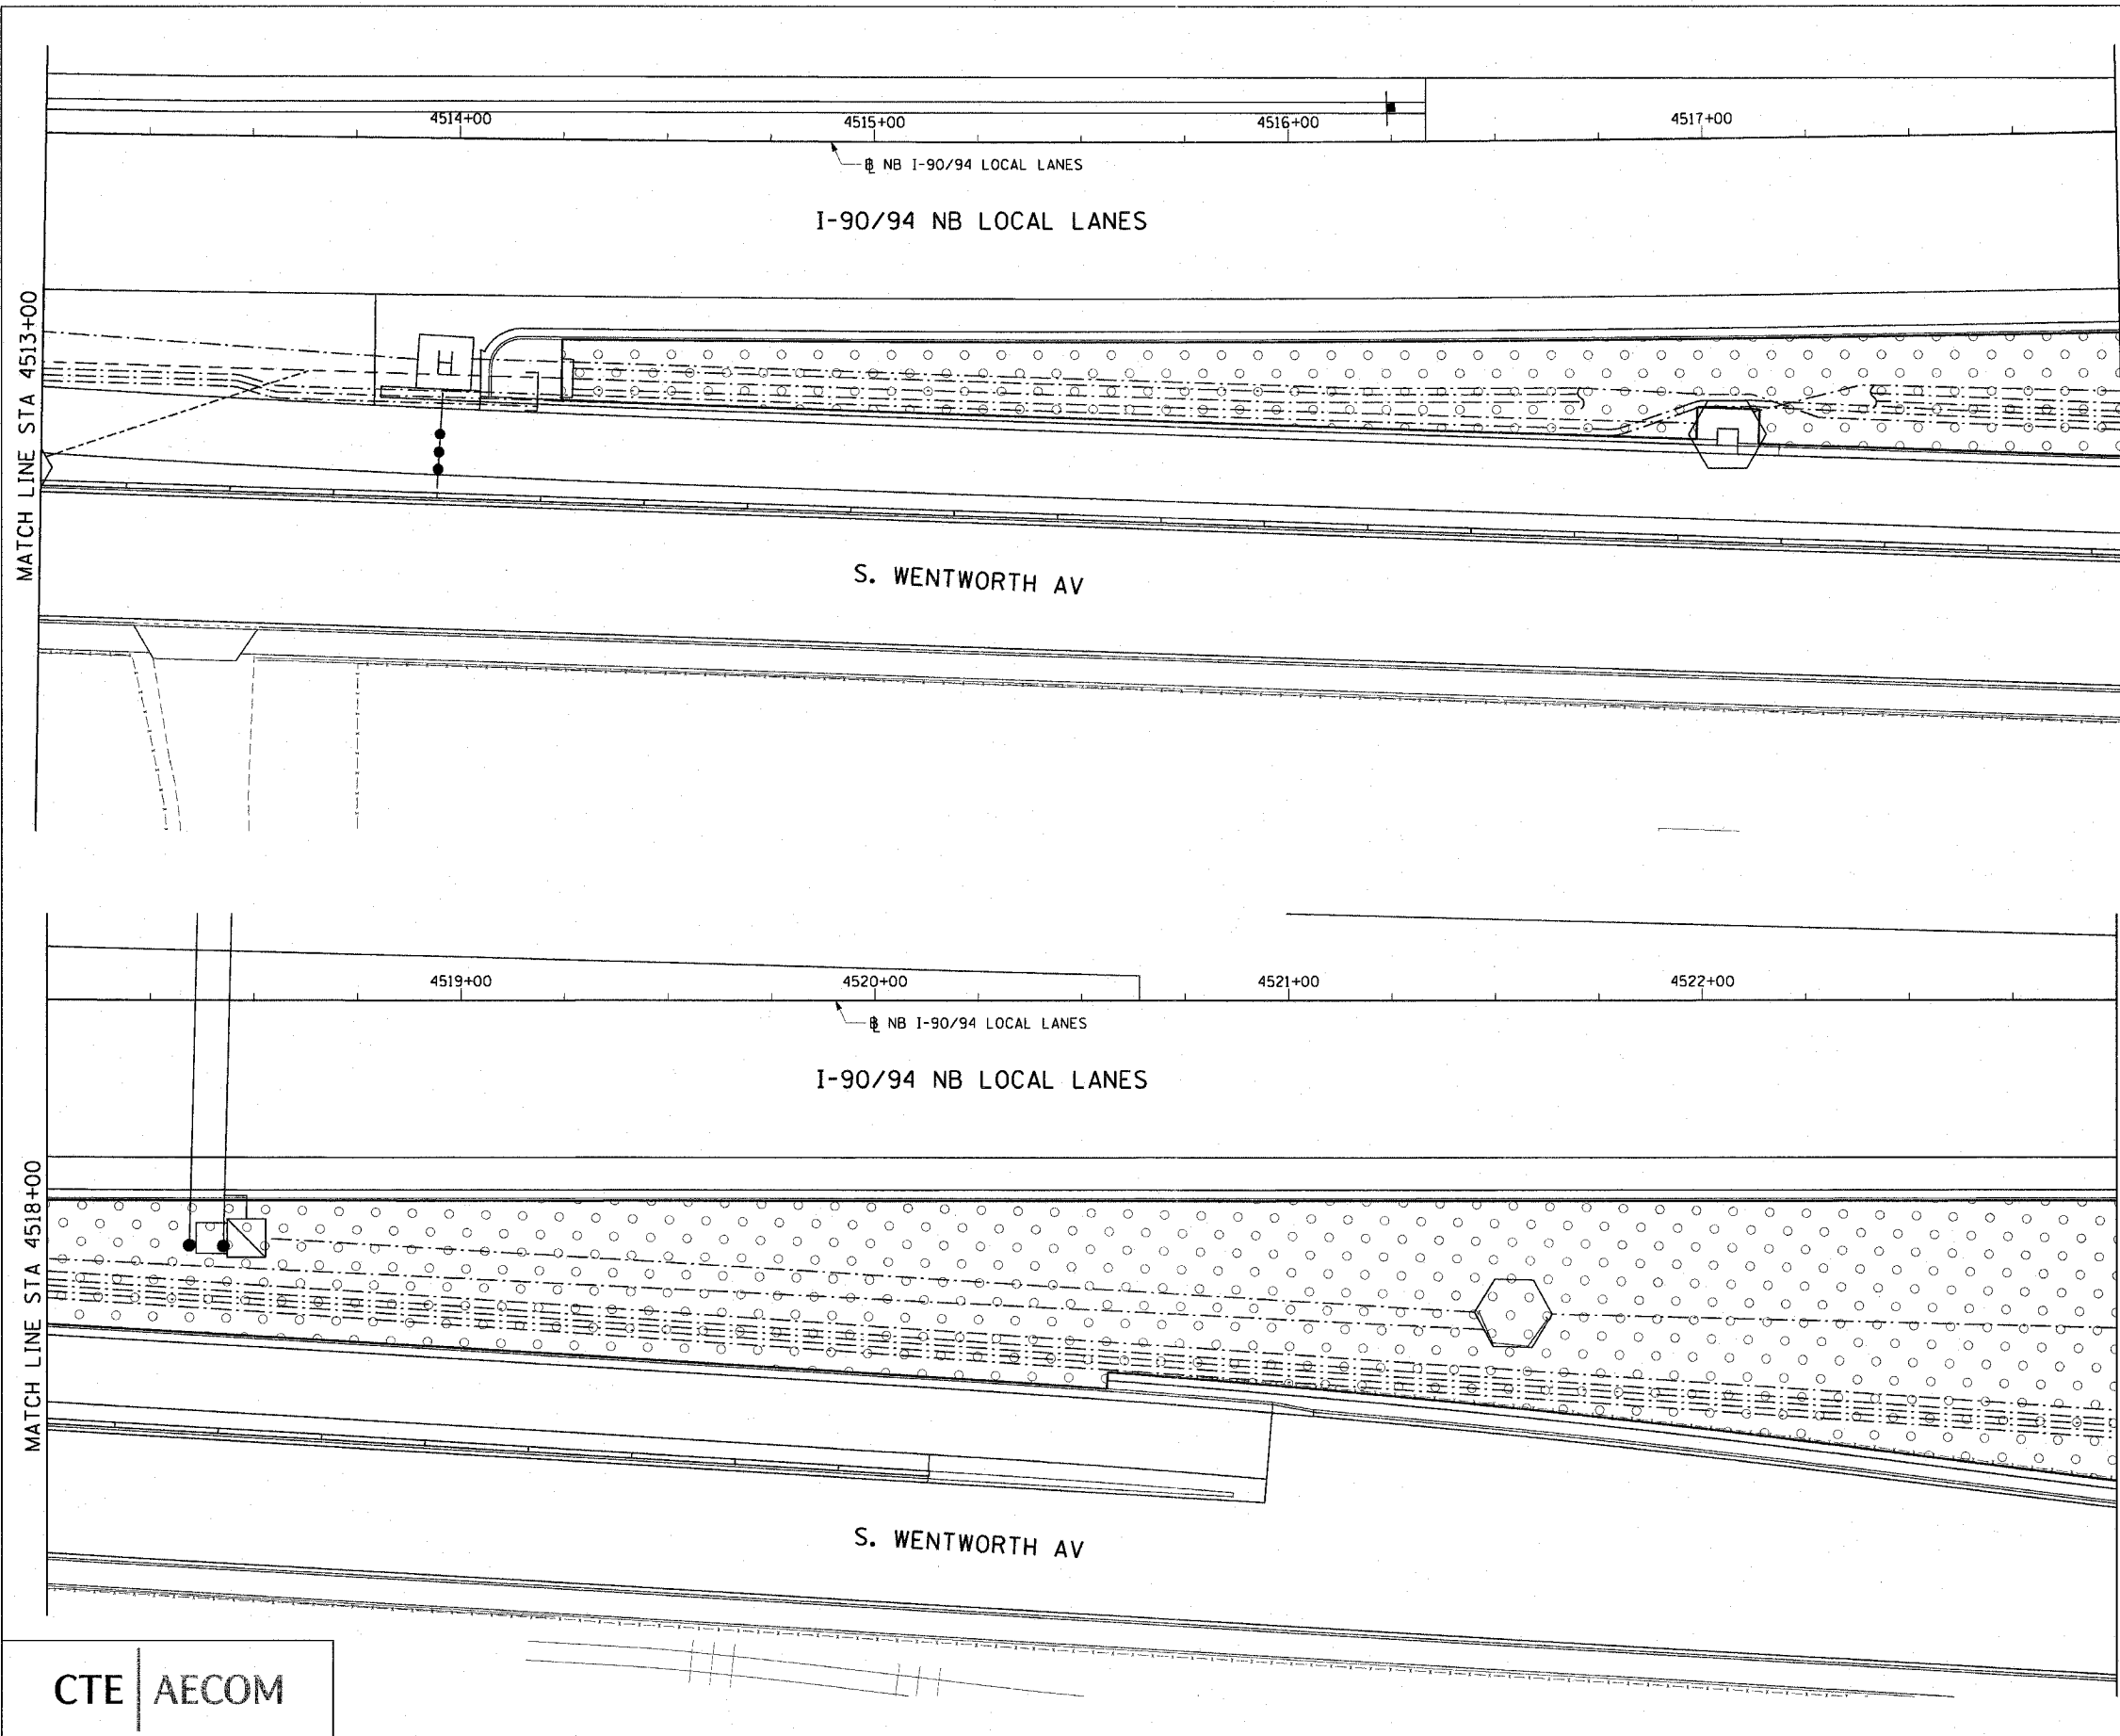 4514+00
4515+00
4516+00
4517+00
℄ NB I-90/94 LOCAL LANES
I-90/94 NB LOCAL LANES
MATCH LINE STA 4513+00
S. WENTWORTH AV
4519+00
4520+00
4521+00
4522+00
℄ NB I-90/94 LOCAL LANES
I-90/94 NB LOCAL LANES
MATCH LINE STA 4518+00
S. WENTWORTH AV
CTE AECOM